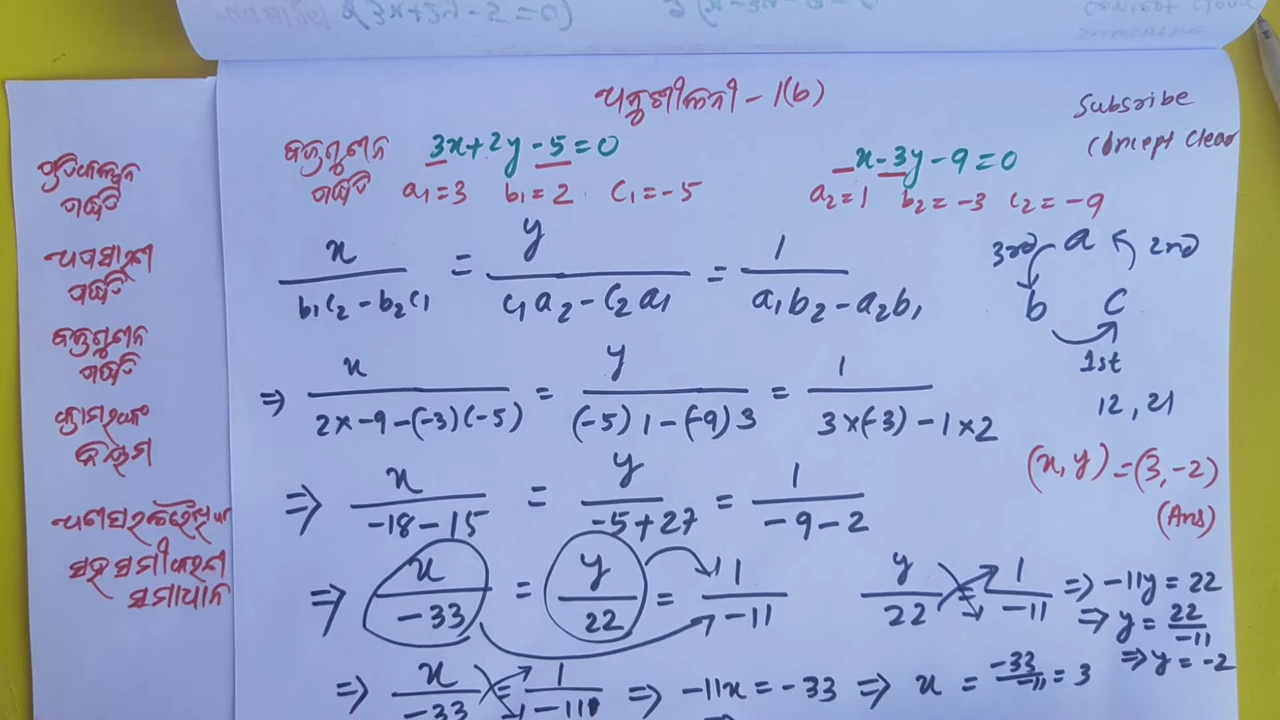 ଅନୁଶୀଳନୀ - 1(b)
Subscribe
Concept Clear
ପ୍ରତିକଳ୍ପନ
ପଦ୍ଧତି
ଅପସାରଣ
ପଦ୍ଧତି
ବଜ୍ରଗୁଣନ
ପଦ୍ଧତି
କ୍ରାମରଙ୍କ
ନିୟମ
ସହସମୀକରଣ
ସମାଧାନ
ବଜ୍ରଗୁଣନ
ପଦ୍ଧତି
3x+2y-5=0
x-3y-9=0
a₁=3 b₁=2 c₁=-5
a₂=1 b₂=-3 c₂=-9
x/(b₁c₂-b₂c₁) = y/(c₁a₂-c₂a₁) = 1/(a₁b₂-a₂b₁)
3rd a 2nd
b c
1st
12, 21
⇒ x/(2×-9-(-3)(-5)) = y/((-5)1-(-9)3) = 1/(3×(-3)-1×2)
(x,y)=(3,-2)
(Ans)
⇒ x/(-18-15) = y/(-5+27) = 1/(-9-2)
⇒ x/-33 = y/22 = 1/-11
y/22 = 1/-11 ⇒ -11y=22
⇒ y=22/-11
⇒ y=-2
⇒ x/-33 = 1/-11 ⇒ -11x=-33 ⇒ x=-33/-11=3